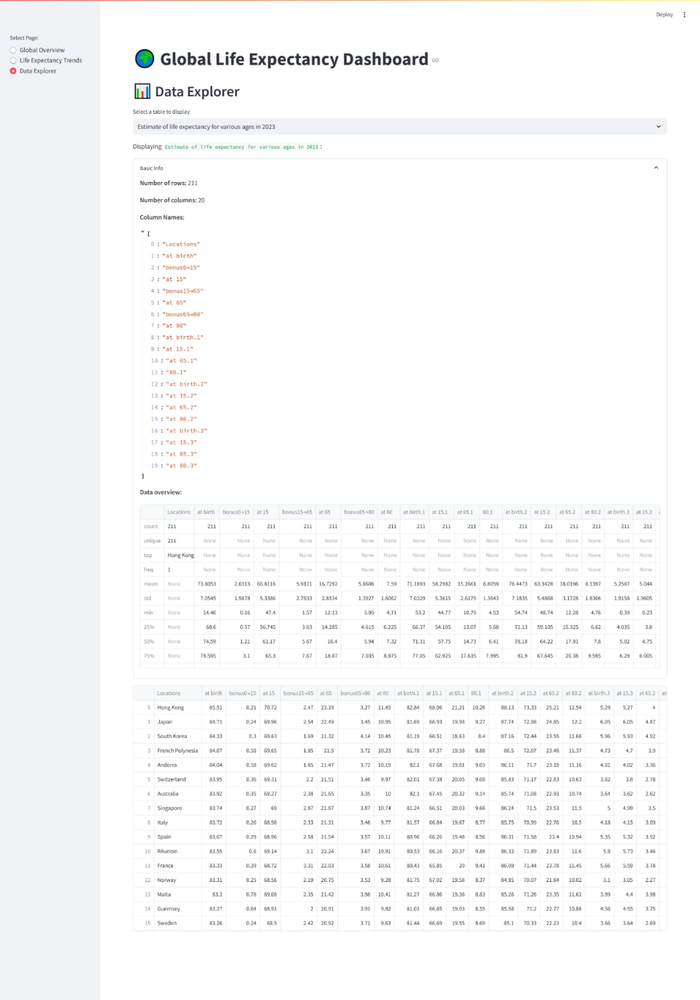 Deploy
Select Page:
Global Overview
Life Expectancy Trends
Data Explorer
Global Life Expectancy Dashboard
Data Explorer
Select a table to display:
Estimate of life expectancy for various ages in 2023
Displaying Estimate of life expectancy for various ages in 2023 :
Basic Info
Number of rows: 211
Number of columns: 20
Column Names:
[
0 : "Locations"
1 : "at birth"
2 : "bonus0→15"
3 : "at 15"
4 : "bonus15→65"
5 : "at 65"
6 : "bonus65→80"
7 : "at 80"
8 : "at birth.1"
9 : "at 15.1"
10 : "at 65.1"
11 : "80.1"
12 : "at birth.2"
13 : "at 15.2"
14 : "at 65.2"
15 : "at 80.2"
16 : "at birth.3"
17 : "at 15.3"
18 : "at 65.3"
19 : "at 80.3"
]
Data overview:
Locations at birth bonus0→15 at 15 bonus15→65 at 65 bonus65→80 at 80 at birth.1 at 15.1 at 65.1 80.1 at birth.2 at 15.2 at 65.2 at 80.2 at birth.3 at 15.3
count 211 211 211 211 211 211 211 211 211 211 211 211 211 211 211 211 211 211
unique 211 None None None None None None None None None None None None None None None None None
top Hong Kong None None None None None None None None None None None None None None None None None
freq 1 None None None None None None None None None None None None None None None None None
mean None 73.8053 2.0113 60.8116 5.9171 16.7292 5.8606 7.59 71.1893 58.2982 15.2661 6.8059 76.4473 63.3428 18.0196 8.1397 5.2587 5.044
std None 7.0545 1.9878 5.3386 2.7833 2.8534 1.3927 1.6062 7.0329 5.3615 2.6175 1.3643 7.1835 5.4868 3.1728 1.8306 1.9158 1.9605
min None 54.46 0.16 47.4 1.57 12.13 3.05 4.71 53.2 44.77 10.79 4.53 54.74 48.74 12.28 4.76 0.39 0.23
25% None 68.6 0.57 56.745 3.63 14.285 4.615 6.225 66.37 54.105 13.07 5.68 71.13 59.105 15.325 6.62 4.035 3.8
50% None 74.59 1.21 61.17 5.67 16.4 5.94 7.32 71.31 57.75 14.73 6.41 78.18 64.22 17.91 7.8 5.02 4.75
75% None 79.595 3.1 65.3 7.67 18.87 7.035 8.975 77.05 62.925 17.635 7.995 81.9 67.645 20.38 9.595 6.29 6.005
Locations at birth bonus0→15 at 15 bonus15→65 at 65 bonus65→80 at 80 at birth.1 at 15.1 at 65.1 80.1 at birth.2 at 15.2 at 65.2 at 80.2 at birth.3 at 15.3 at 65.3 at
0 Hong Kong 85.51 0.21 70.72 2.47 23.19 3.27 11.45 82.84 68.06 21.21 10.26 88.13 73.33 25.21 12.54 5.29 5.27 4
1 Japan 84.71 0.24 69.96 2.54 22.49 3.45 10.95 81.69 66.93 19.98 9.27 87.74 72.98 24.85 12.2 6.05 6.05 4.87
2 South Korea 84.33 0.3 69.63 1.69 21.32 4.14 10.45 81.19 66.51 18.63 8.4 87.16 72.44 23.55 11.68 5.96 5.93 4.92
3 French Polynesia 84.07 0.58 69.65 1.85 21.5 3.72 10.23 81.78 67.37 19.58 8.88 86.5 72.07 23.48 11.37 4.73 4.7 3.9
4 Andorra 84.04 0.58 69.62 1.85 21.47 3.72 10.19 82.1 67.68 19.81 9.03 86.11 71.7 23.18 11.16 4.01 4.02 3.36
5 Switzerland 83.95 0.36 69.31 2.2 21.51 3.46 9.97 82.01 67.38 20.05 9.08 85.83 71.17 22.83 10.63 3.82 3.8 2.78
6 Australia 83.92 0.35 69.27 2.38 21.65 3.35 10 82.1 67.45 20.32 9.14 85.74 71.08 22.93 10.74 3.64 3.62 2.62
7 Singapore 83.74 0.27 69 2.87 21.87 3.87 10.74 81.24 66.51 20.03 9.66 86.24 71.5 23.53 11.5 5 4.99 3.5
8 Italy 83.72 0.26 68.98 2.33 21.31 3.46 9.77 81.57 66.84 19.67 8.77 85.75 70.99 22.76 10.5 4.18 4.15 3.09
9 Spain 83.67 0.29 68.96 2.58 21.54 3.57 10.11 80.96 66.26 19.48 8.96 86.31 71.58 23.4 10.94 5.35 5.32 3.92
10 Réunion 83.55 0.6 69.14 3.1 22.24 3.67 10.91 80.53 66.16 20.37 9.88 86.33 71.89 23.83 11.6 5.8 5.73 3.46
11 France 83.33 0.39 68.72 3.31 22.03 3.58 10.61 80.43 65.85 20 9.41 86.09 71.44 23.78 11.45 5.66 5.59 3.78
12 Norway 83.31 0.25 68.56 2.19 20.75 3.53 9.28 81.75 67.02 19.58 8.37 84.85 70.07 21.84 10.02 3.1 3.05 2.27
13 Malta 83.3 0.78 69.08 2.35 21.42 3.98 10.41 81.27 66.86 19.36 8.83 85.26 71.26 23.35 11.61 3.99 4.4 3.98
14 Guernsey 83.27 0.64 68.91 2 20.91 3.91 9.82 81.01 66.65 19.03 8.55 85.58 71.2 22.77 10.88 4.56 4.55 3.75
15 Sweden 83.26 0.24 68.5 2.42 20.92 3.71 9.63 81.44 66.69 19.55 8.69 85.1 70.33 22.23 10.4 3.66 3.64 2.69